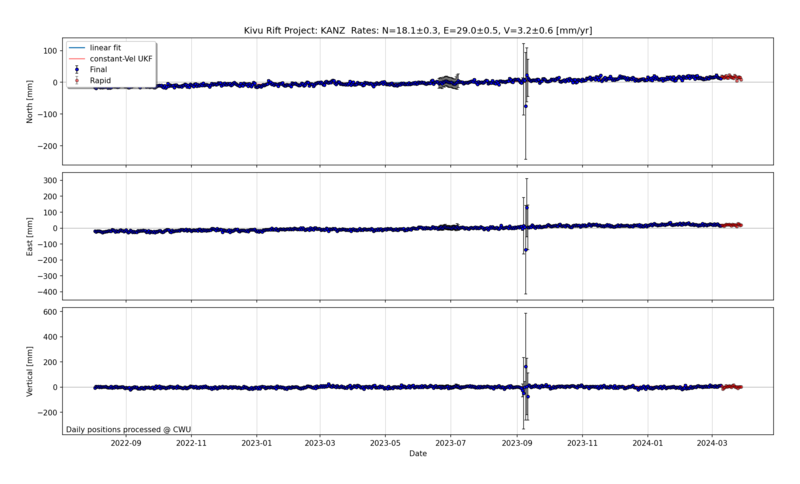 Kivu Rift Project: KANZ  Rates: N=18.1±0.3, E=29.0±0.5, V=3.2±0.6 [mm/yr]
linear fit
constant-Vel UKF
Final
Rapid
North [mm]
100
0
−100
−200
East [mm]
300
200
100
0
−100
−200
−300
−400
Vertical [mm]
600
400
200
0
−200
Daily positions processed @ CWU
2022-09
2022-11
2023-01
2023-03
2023-05
2023-07
2023-09
2023-11
2024-01
2024-03
Date